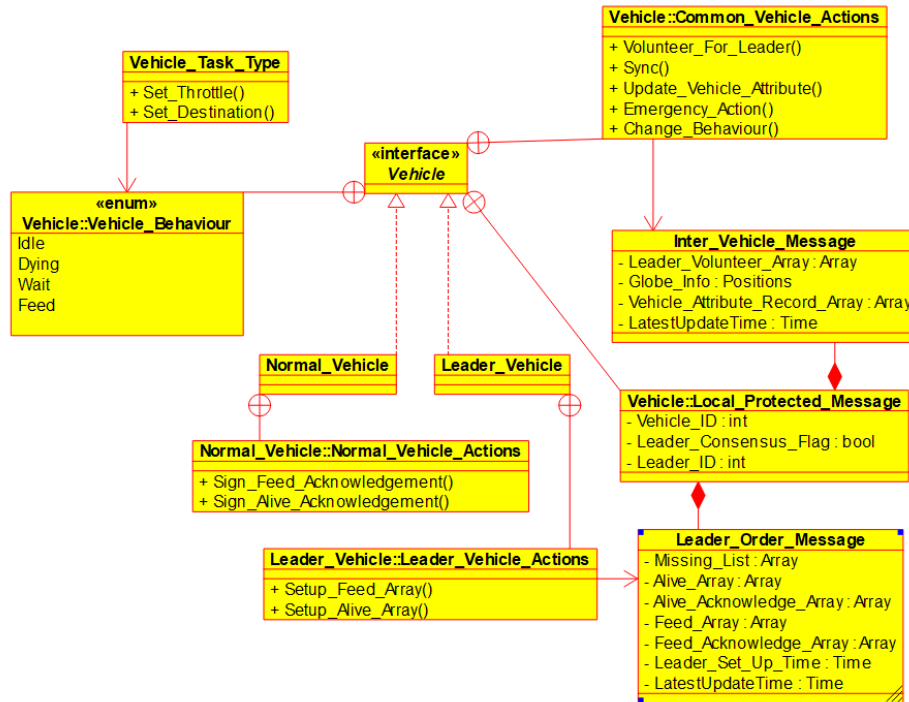 Vehicle::Common_Vehicle_Actions
+ Volunteer_For_Leader()
+ Sync()
+ Update_Vehicle_Attribute()
+ Emergency_Action()
+ Change_Behaviour()
Vehicle_Task_Type
+ Set_Throttle()
+ Set_Destination()
«interface»
Vehicle
«enum»
Vehicle::Vehicle_Behaviour
Idle
Dying
Wait
Feed
Inter_Vehicle_Message
- Leader_Volunteer_Array : Array
- Globe_Info : Positions
- Vehicle_Attribute_Record_Array : Array
- LatestUpdateTime : Time
Normal_Vehicle
Leader_Vehicle
Vehicle::Local_Protected_Message
- Vehicle_ID : int
- Leader_Consensus_Flag : bool
- Leader_ID : int
Normal_Vehicle::Normal_Vehicle_Actions
+ Sign_Feed_Acknowledgement()
+ Sign_Alive_Acknowledgement()
Leader_Vehicle::Leader_Vehicle_Actions
+ Setup_Feed_Array()
+ Setup_Alive_Array()
Leader_Order_Message
- Missing_List : Array
- Alive_Array : Array
- Alive_Acknowledge_Array : Array
- Feed_Array : Array
- Feed_Acknowledge_Array : Array
- Leader_Set_Up_Time : Time
- LatestUpdateTime : Time